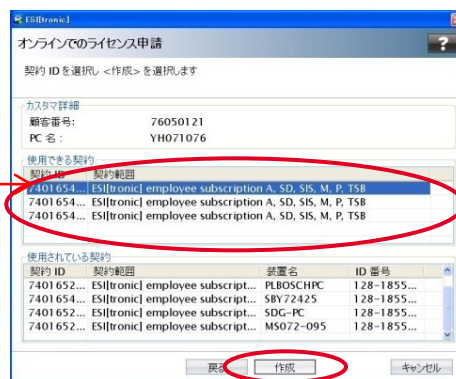 ESI[tronic]
オンラインでのライセンス申請
?
契約 ID を選択し <作成> を選択します
カスタマ詳細
顧客番号: 76050121
PC 名: YH071076
使用できる契約
契約 ID 契約範囲
7401654... ESI[tronic] employee subscription A, SD, SIS, M, P, TSB
7401654... ESI[tronic] employee subscription A, SD, SIS, M, P, TSB
7401654... ESI[tronic] employee subscription A, SD, SIS, M, P, TSB
使用されている契約
契約 ID 契約範囲 装置名 ID 番号
7401652... ESI[tronic] employee subscript... PLBOSCHPC 128-1855...
7401654... ESI[tronic] employee subscript... SBY72425 128-1855...
7401652... ESI[tronic] employee subscript... SDG-PC 128-1855...
7401652... ESI[tronic] employee subscript... MS072-095 128-1855...
戻る 作成 キャンセル